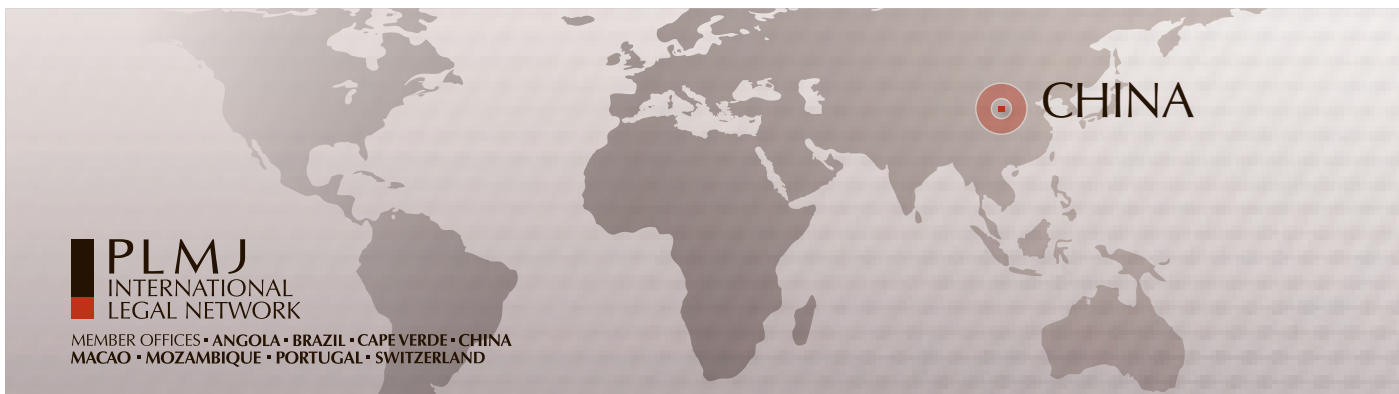 CHINA
PLMJ
INTERNATIONAL
LEGAL NETWORK
MEMBER OFFICES ▪ ANGOLA ▪ BRAZIL ▪ CAPE VERDE ▪ CHINA
MACAO ▪ MOZAMBIQUE ▪ PORTUGAL ▪ SWITZERLAND